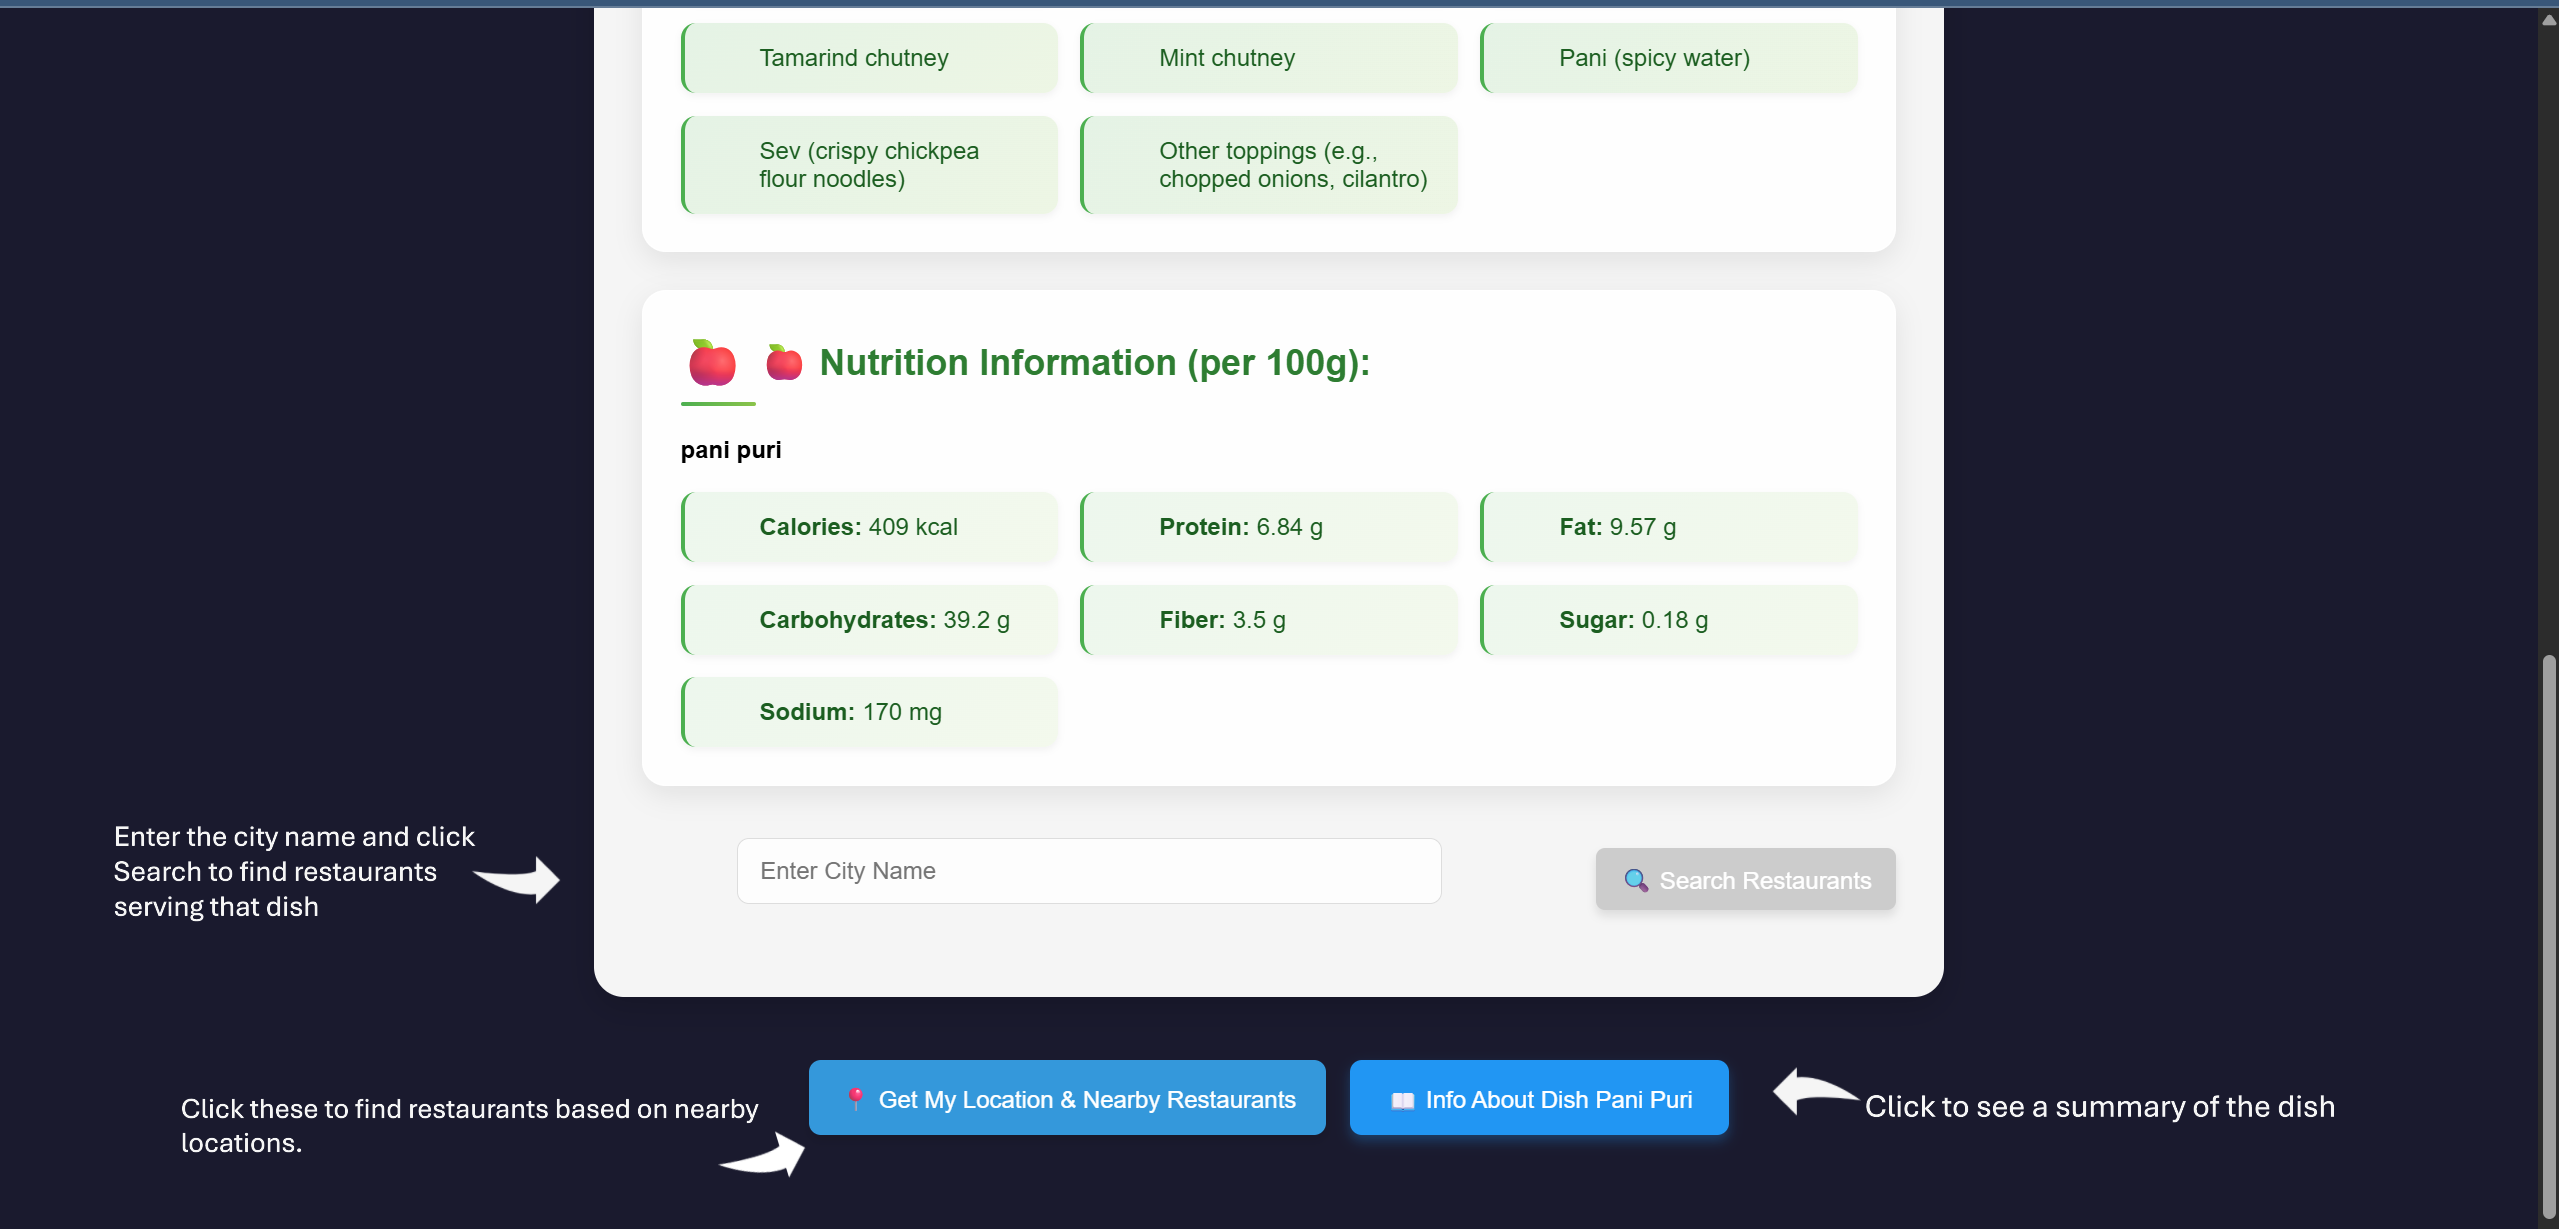 Tamarind chutney
Mint chutney
Pani (spicy water)
Sev (crispy chickpea
flour noodles)
Other toppings (e.g.,
chopped onions, cilantro)
Nutrition Information (per 100g):
pani puri
Calories: 409 kcal
Protein: 6.84 g
Fat: 9.57 g
Carbohydrates: 39.2 g
Fiber: 3.5 g
Sugar: 0.18 g
Sodium: 170 mg
Enter the city name and click
Search to find restaurants
serving that dish
Enter City Name
Search Restaurants
Click these to find restaurants based on nearby
locations.
Get My Location & Nearby Restaurants
Info About Dish Pani Puri
Click to see a summary of the dish